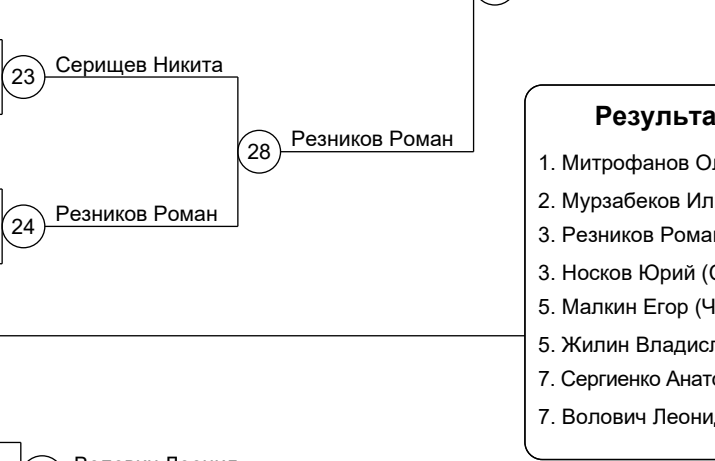 23 Серищев Никита
28 Резников Роман
24 Резников Роман
Результа
1. Митрофанов О
2. Мурзабеков Ил
3. Резников Рома
3. Носков Юрий (
5. Малкин Егор (Ч
5. Жилин Владисл
7. Сергиенко Анат
7. Волович Леони